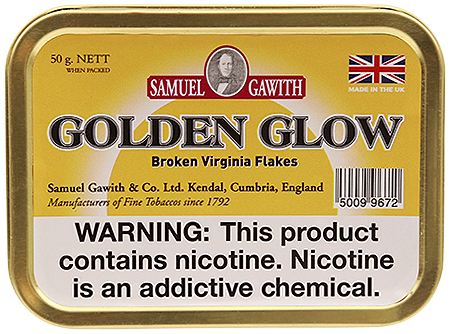 50 g. NETT
WHEN PACKED
SAMUEL GAWITH
MADE IN THE UK
GOLDEN GLOW
Broken Virginia Flakes
Samuel Gawith & Co. Ltd. Kendal, Cumbria, England
Manufacturers of Fine Tobaccos since 1792
5009 9672
WARNING: This product
contains nicotine. Nicotine
is an addictive chemical.